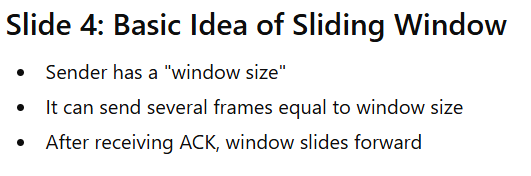 Slide 4: Basic Idea of Sliding Window
• Sender has a "window size"
• It can send several frames equal to window size
• After receiving ACK, window slides forward